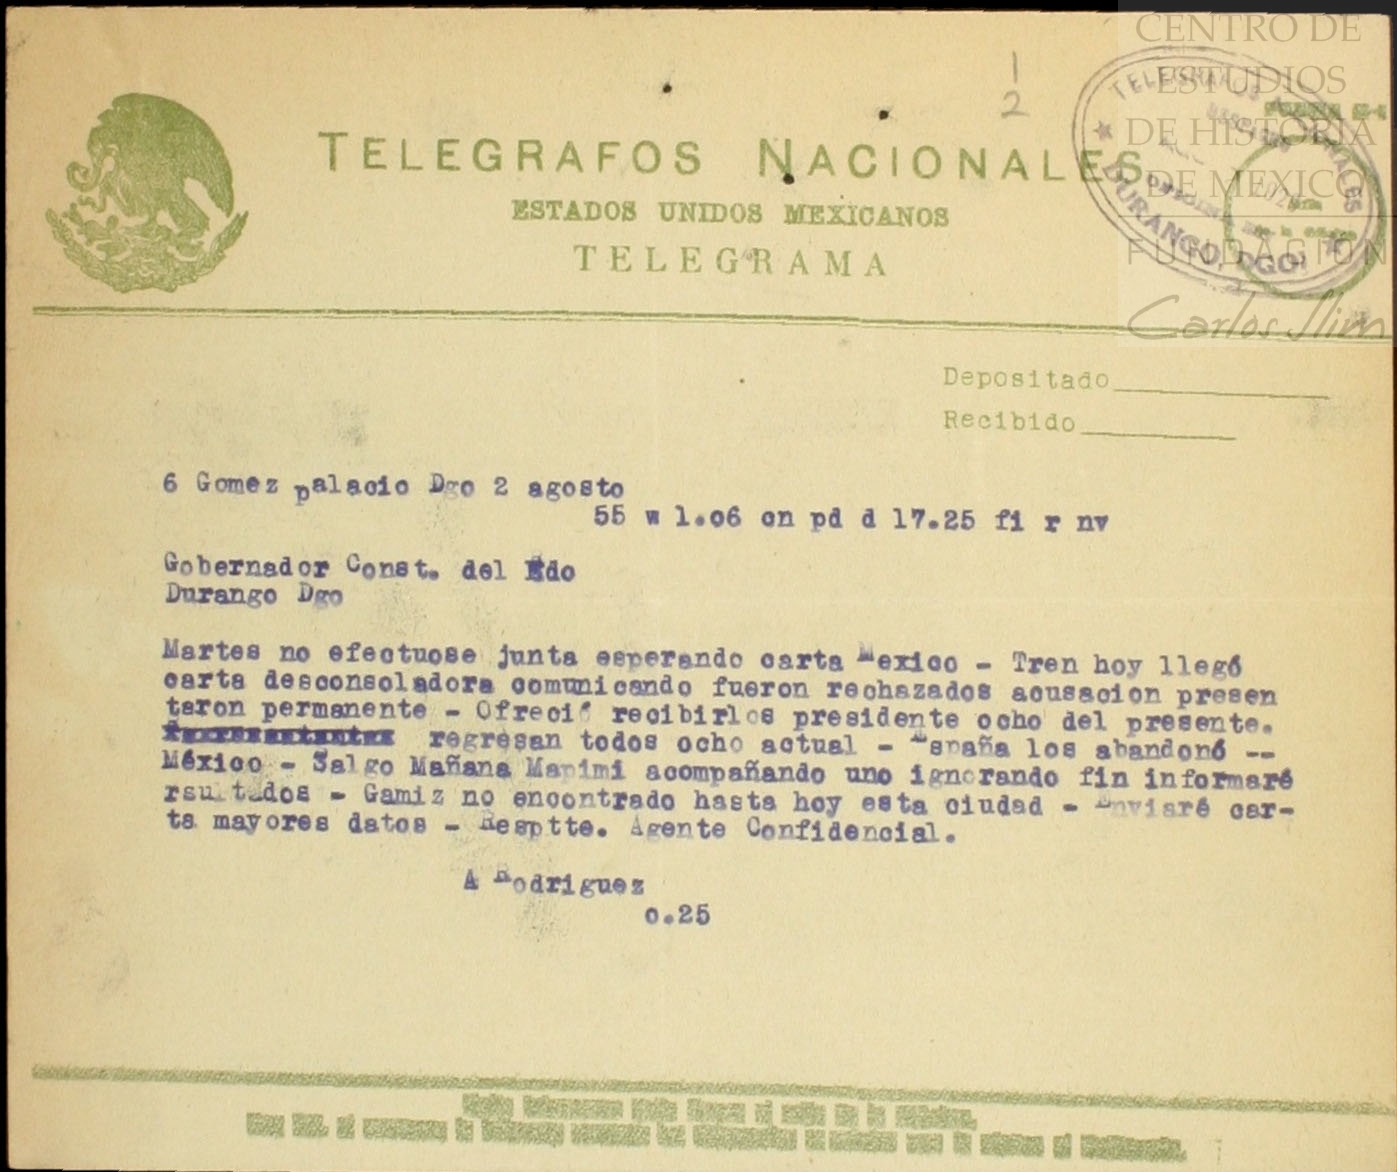 CENTRO DE
ESTUDIOS
DE HISTORIA
DE MEXICO
FUNDACION
Carlos Slim
1
2
TELEGRAFOS NACIONALES
DURANGO, DGO.
TELEGRAFOS NACIONALES
ESTADOS UNIDOS MEXICANOS
TELEGRAMA
Depositado
Recibido
6 Gomez palacio Dgo 2 agosto
55 w 1.06 on pd d 17.25 fi r nv
Gobernador Const. del Edo
Durango Dgo
Martes no efectuose junta esperando carta Mexico - Tren hoy llegó
carta desconsoladora comunicando fueron rechazados acusacion presen
taron permanente - Ofreció recibirlos presidente ocho del presente.
regresan todos ocho actual - España los abandonó --
México - Salgo Mañana Mapimi acompañando uno ignorando fin informaré
rsultados - Gamiz no encontrado hasta hoy esta ciudad - Enviaré car-
ta mayores datos - Resptte. Agente Confidencial.
A Rodriguez
o.25